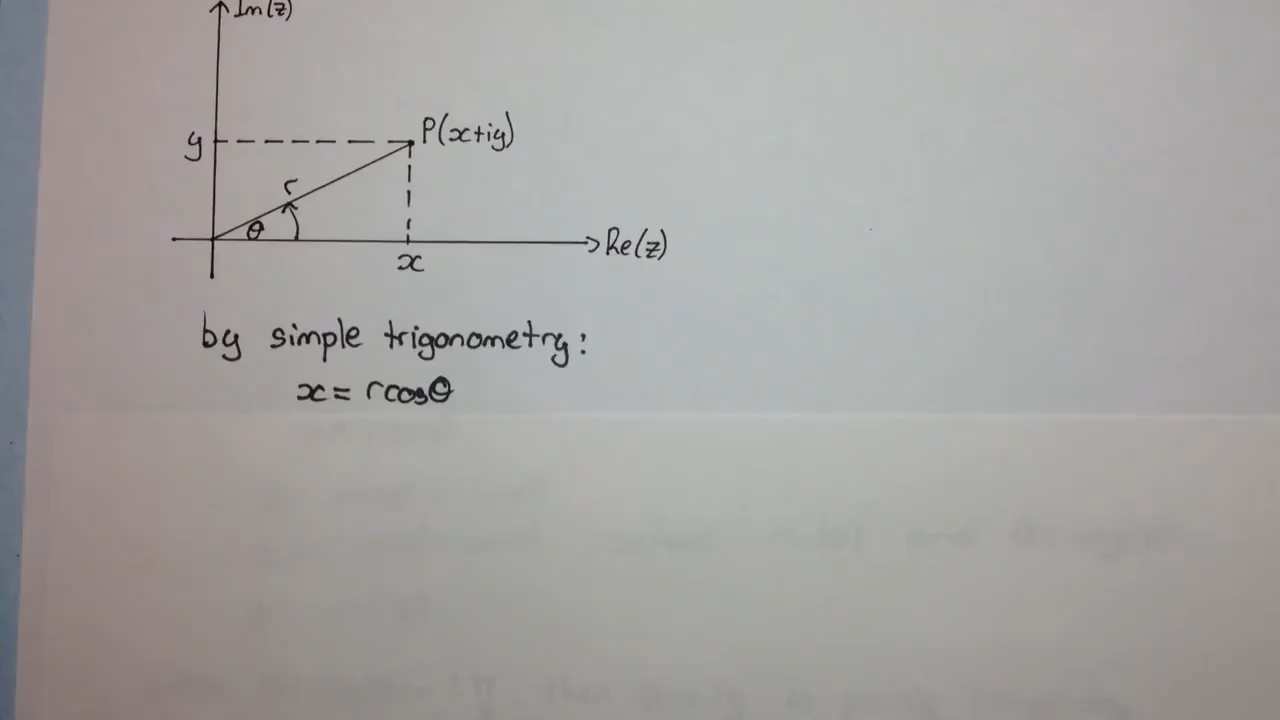 Im(z)
y
P(x+iy)
r
θ
Re(z)
x
by simple trigonometry:
x = rcosθ